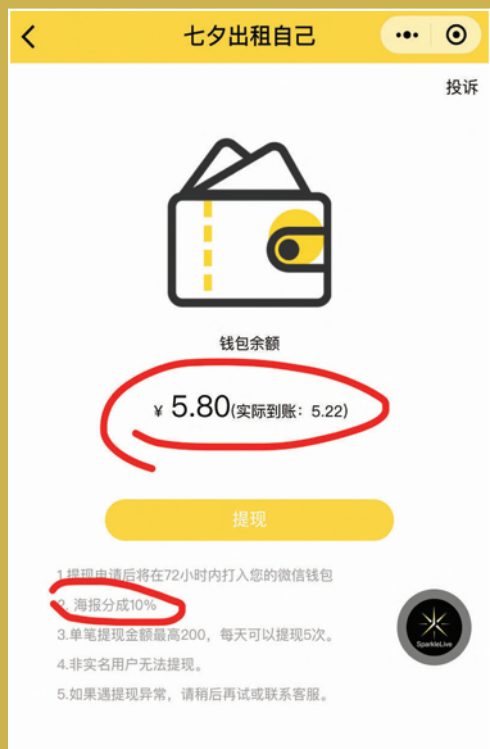 七夕出租自己
投诉
钱包余额
¥ 5.80(实际到账：5.22)
提现
1.提现申请后将在72小时内打入您的微信钱包
2. 海报分成10%
3.单笔提现金额最高200，每天可以提现5次。
SparkleLive
4.非实名用户无法提现。
5.如果遇提现异常，请稍后再试或联系客服。